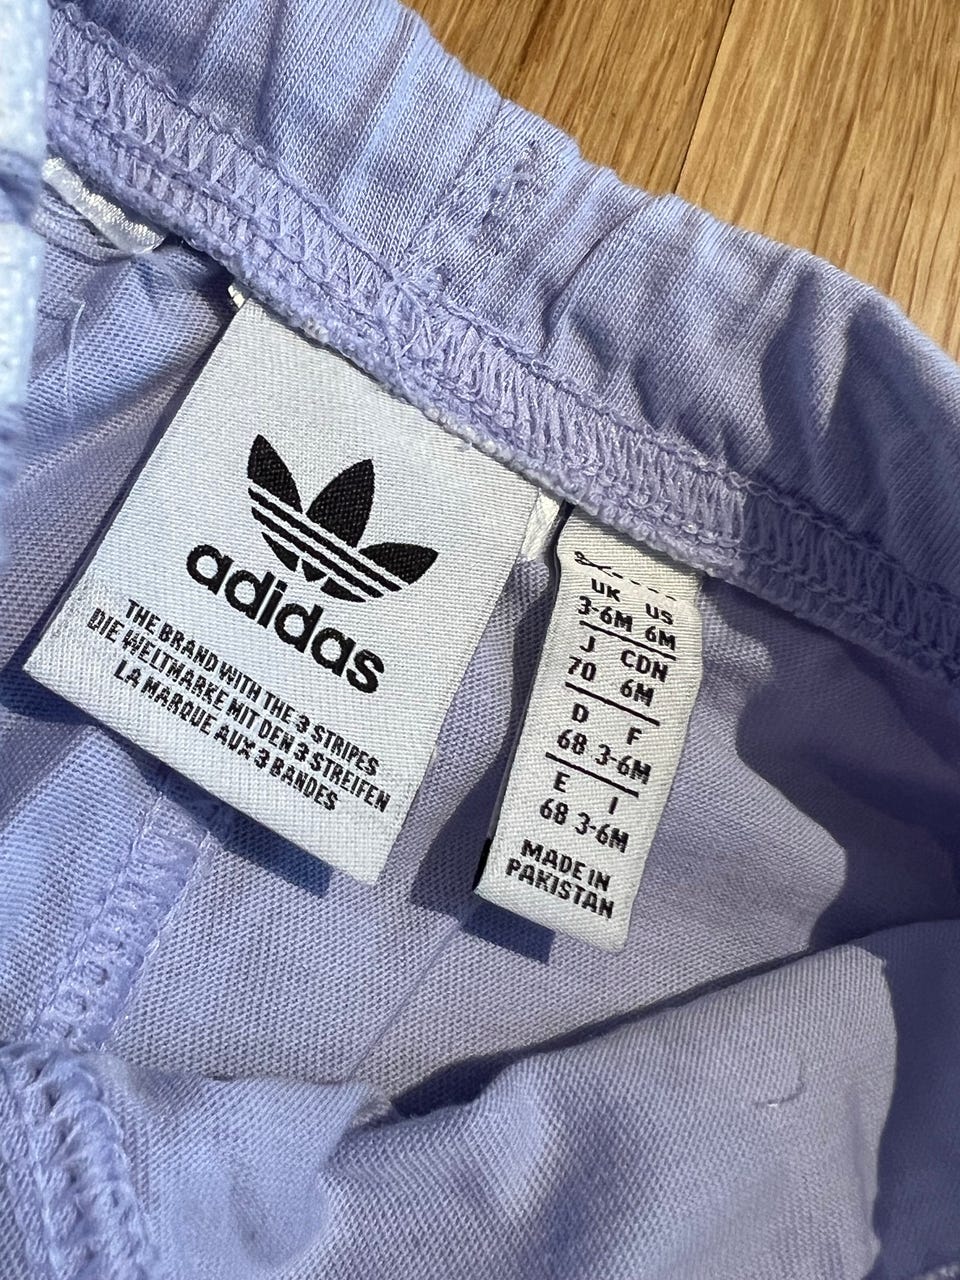 adidas
THE BRAND WITH THE 3 STRIPES
DIE WELTMARKE MIT DEN 3 STREIFEN
LA MARQUE AUX 3 BANDES
UK US
3-6M 6M
J CDN
70 6M
D F
68 3-6M
E I
68 3-6M
MADE IN
PAKISTAN